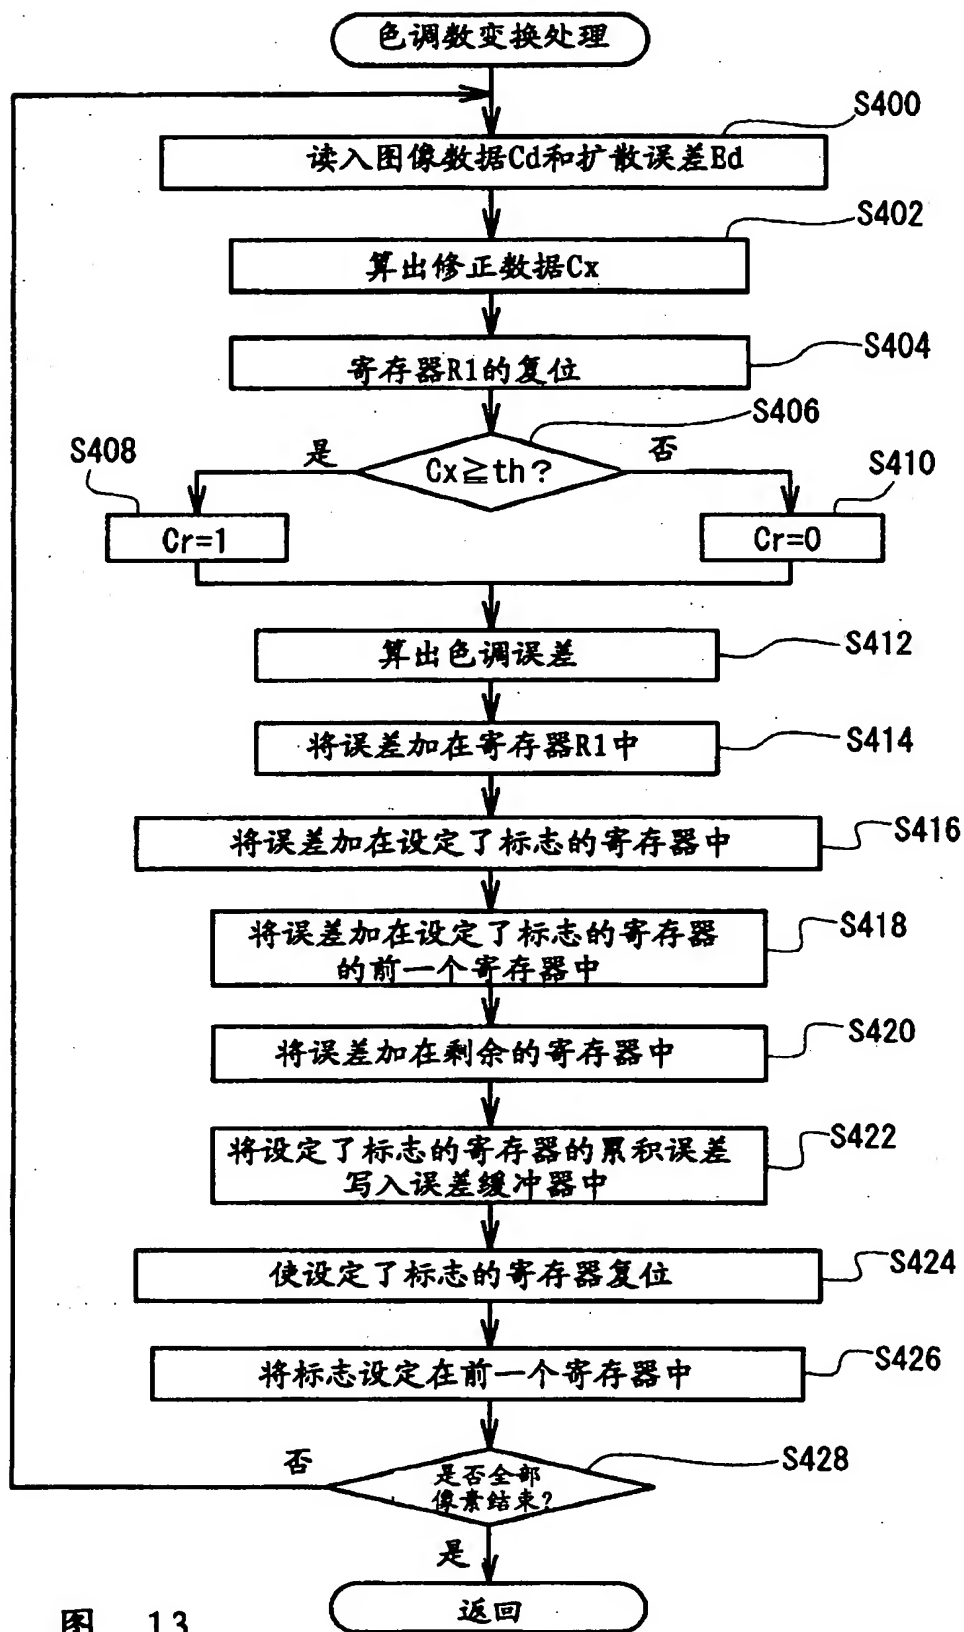 色调数变换处理
S400
读入图像数据Cd和扩散误差Ed
S402
算出修正数据Cx
S404
寄存器R1的复位
S406
是
Cx≧th?
否
S408
Cr=1
S410
Cr=0
S412
算出色调误差
S414
将误差加在寄存器R1中
S416
将误差加在设定了标志的寄存器中
S418
将误差加在设定了标志的寄存器
的前一个寄存器中
S420
将误差加在剩余的寄存器中
S422
将设定了标志的寄存器的累积误差
写入误差缓冲器中
S424
使设定了标志的寄存器复位
S426
将标志设定在前一个寄存器中
S428
否
是否全部
像素结束?
是
返回
图 13